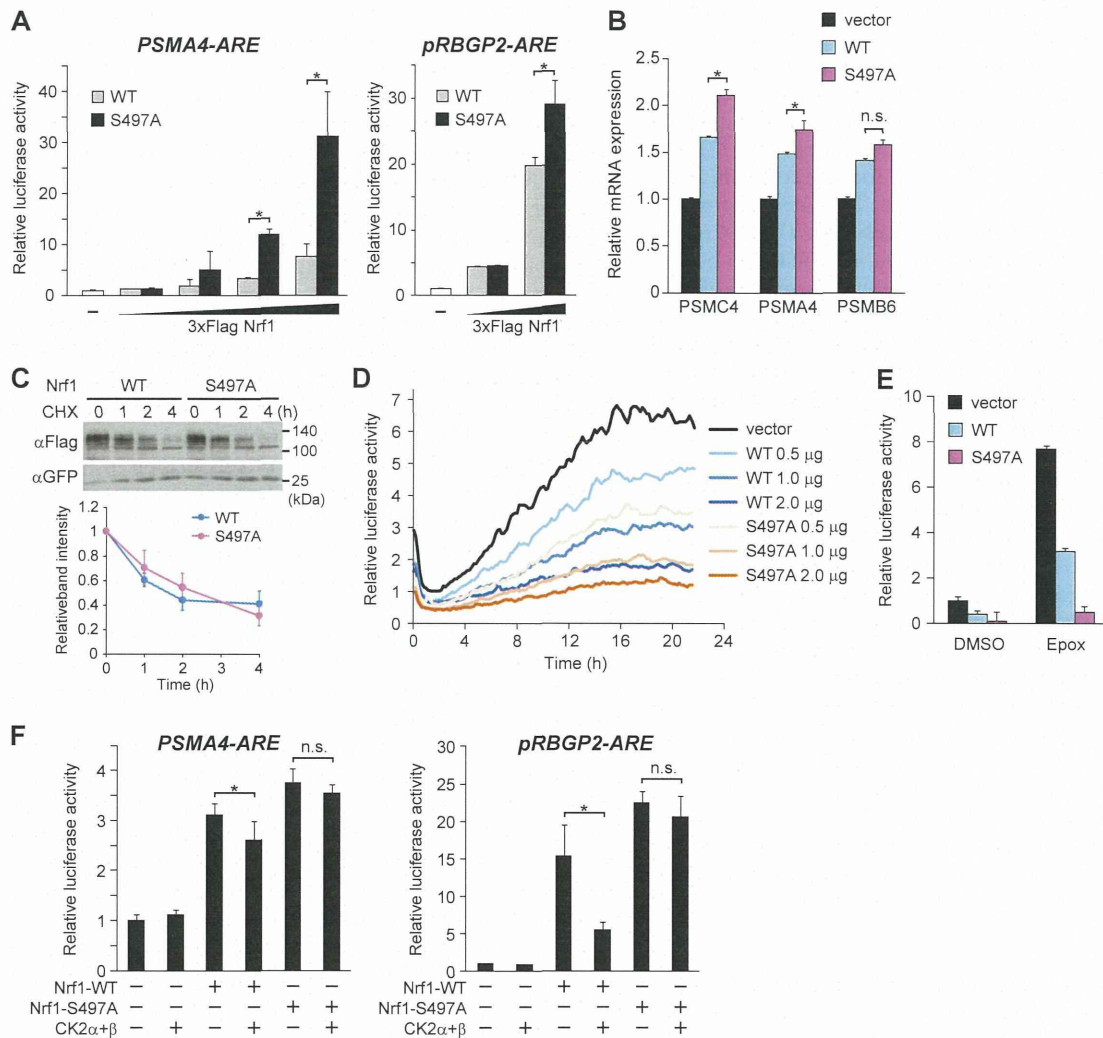 A
PSMA4-ARE
Relative luciferase activity
40
30
20
10
0
WT
S497A
*
*
–
3xFlag Nrf1
pRBGP2-ARE
Relative luciferase activity
30
20
10
0
WT
S497A
*
–
3xFlag Nrf1
B
vector
WT
S497A
Relative mRNA expression
2.5
2.0
1.5
1.0
0.5
0
*
*
n.s.
PSMC4 PSMA4 PSMB6
C
Nrf1 WT S497A
CHX 0 1 2 4 0 1 2 4 (h)
αFlag
140
100
αGFP
25
(kDa)
Relativeband intensity
1.2
1
0.8
0.6
0.4
0.2
0
WT
S497A
0 1 2 4
Time (h)
D
Relative luciferase activity
7
6
5
4
3
2
1
0
0 4 8 12 16 20 24
Time (h)
vector
WT 0.5 μg
WT 1.0 μg
WT 2.0 μg
S497A 0.5 μg
S497A 1.0 μg
S497A 2.0 μg
E
vector
WT
S497A
Relative luciferase activity
10
8
6
4
2
0
DMSO Epox
F
PSMA4-ARE
Relative luciferase activity
4
3
2
1
0
*
n.s.
Nrf1-WT – – + + – –
Nrf1-S497A – – – – + +
CK2α+β – + – + – +
pRBGP2-ARE
Relative luciferase activity
30
25
20
15
10
5
0
*
n.s.
Nrf1-WT – – + + – –
Nrf1-S497A – – – – + +
CK2α+β – + – + – +